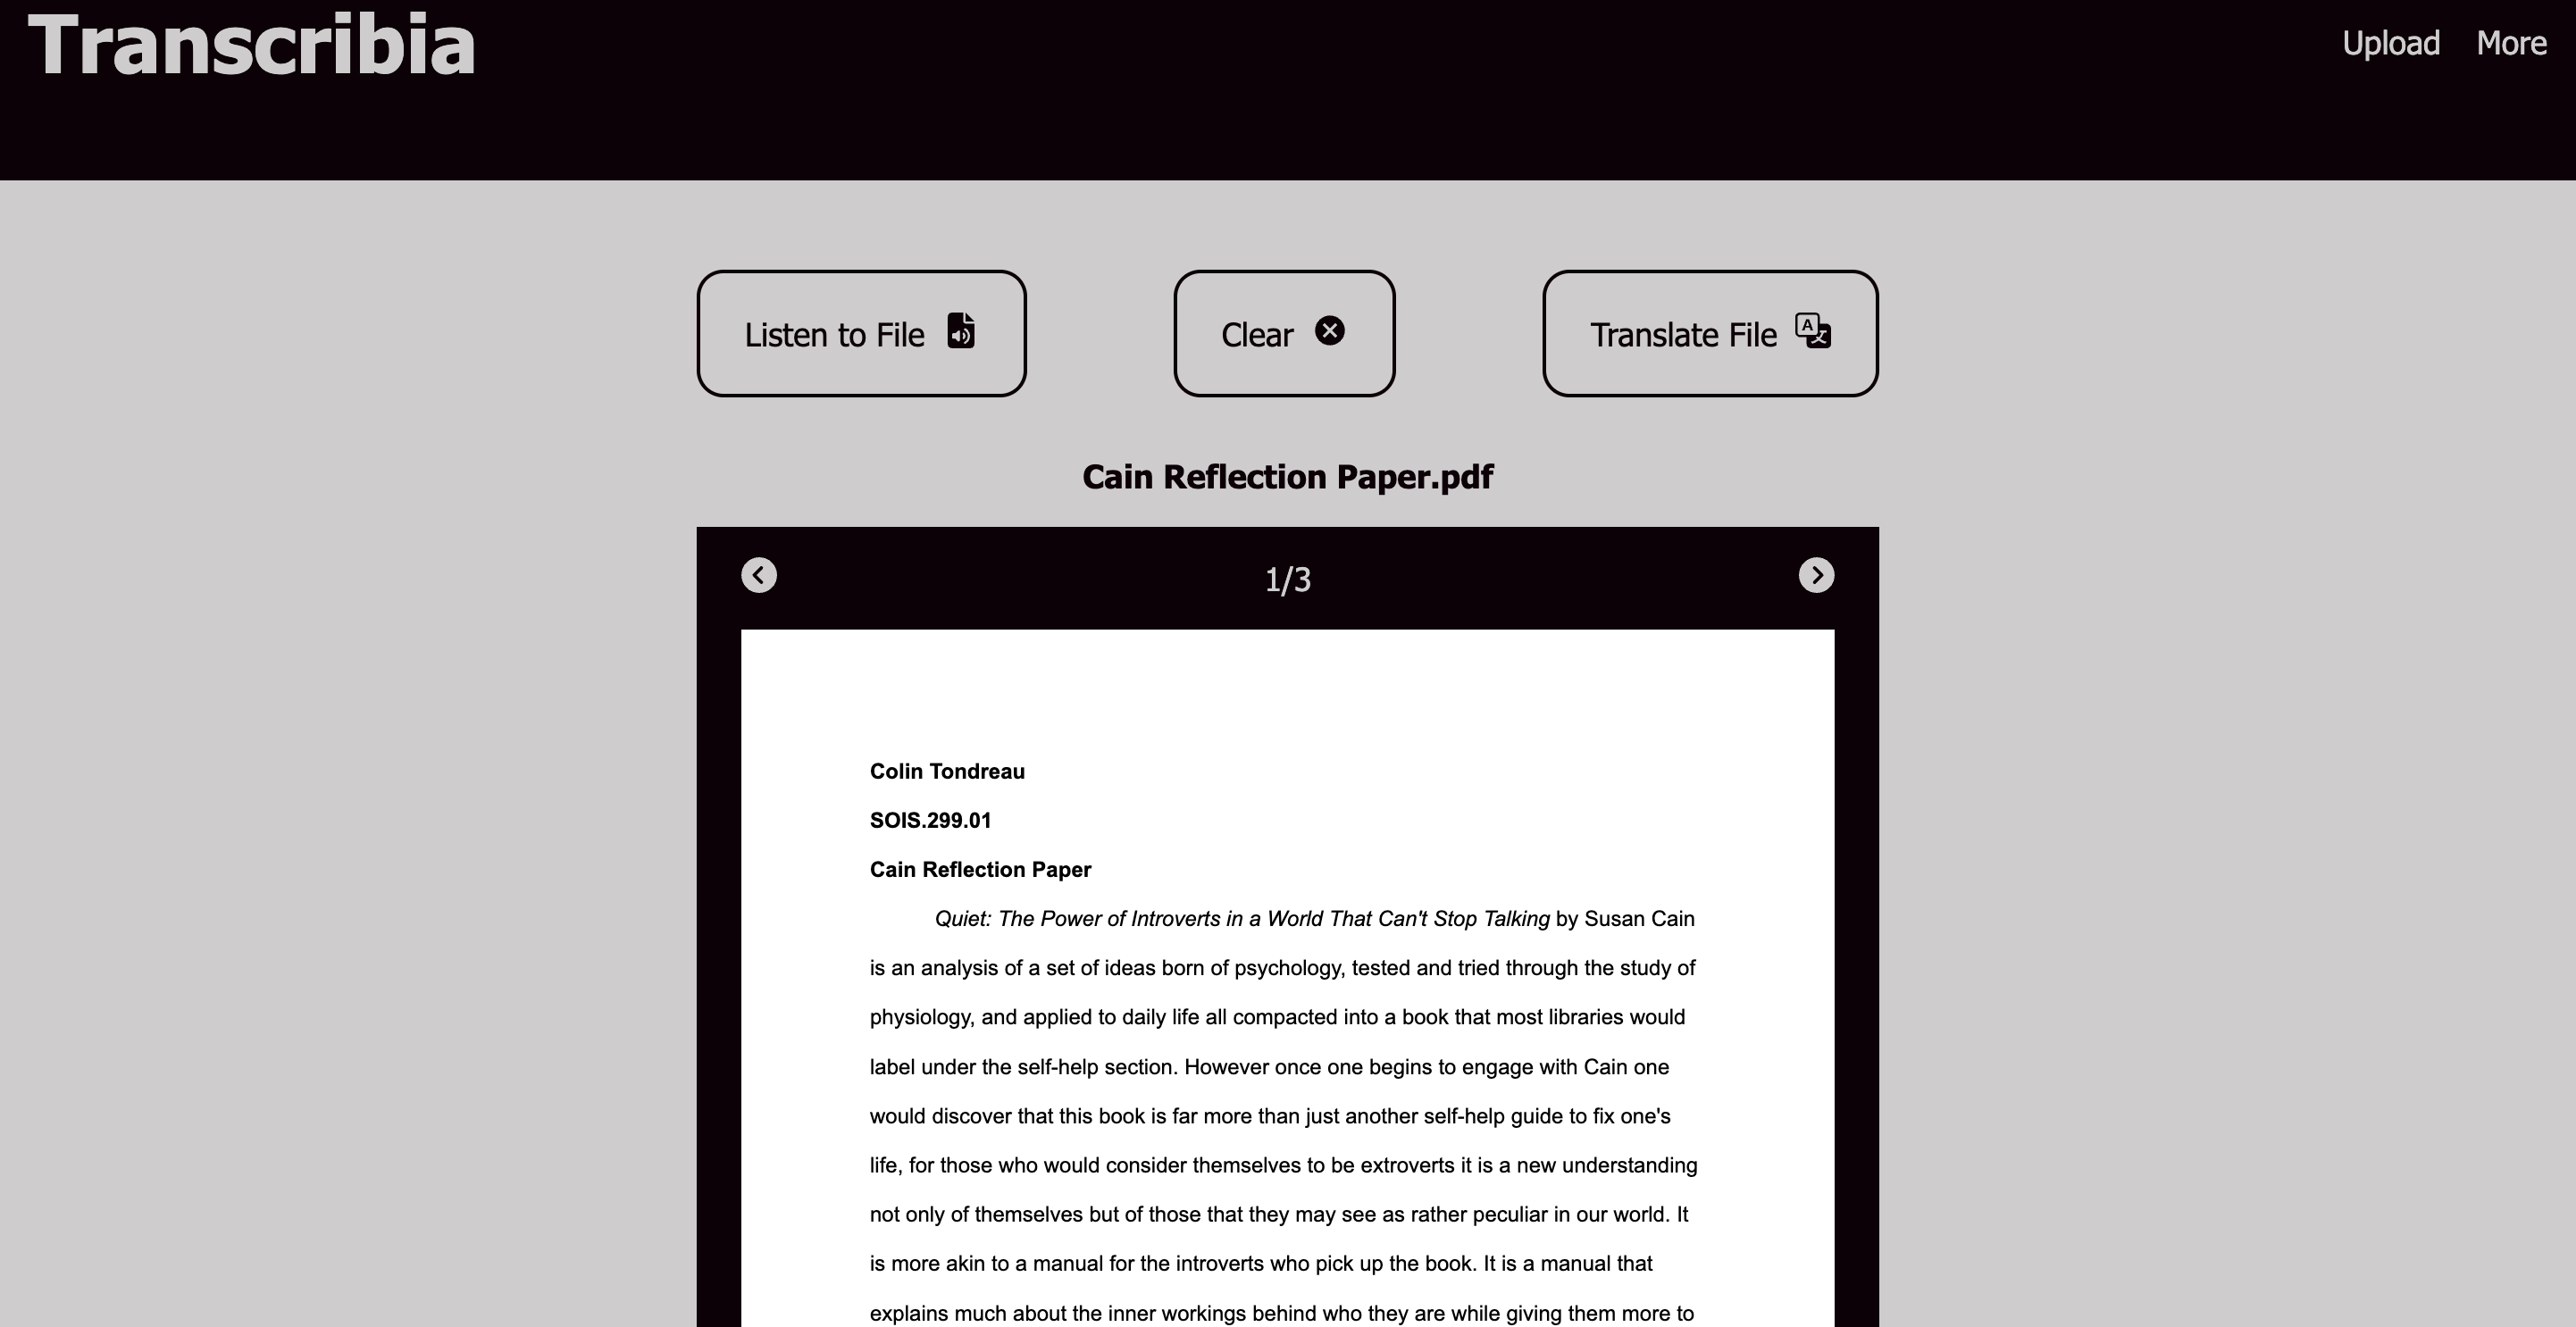 Transcribia
Upload More
Listen to File
Clear
Translate File
Cain Reflection Paper.pdf
1/3
Colin Tondreau
SOIS.299.01
Cain Reflection Paper
Quiet: The Power of Introverts in a World That Can't Stop Talking by Susan Cain
is an analysis of a set of ideas born of psychology, tested and tried through the study of
physiology, and applied to daily life all compacted into a book that most libraries would
label under the self-help section. However once one begins to engage with Cain one
would discover that this book is far more than just another self-help guide to fix one's
life, for those who would consider themselves to be extroverts it is a new understanding
not only of themselves but of those that they may see as rather peculiar in our world. It
is more akin to a manual for the introverts who pick up the book. It is a manual that
explains much about the inner workings behind who they are while giving them more to